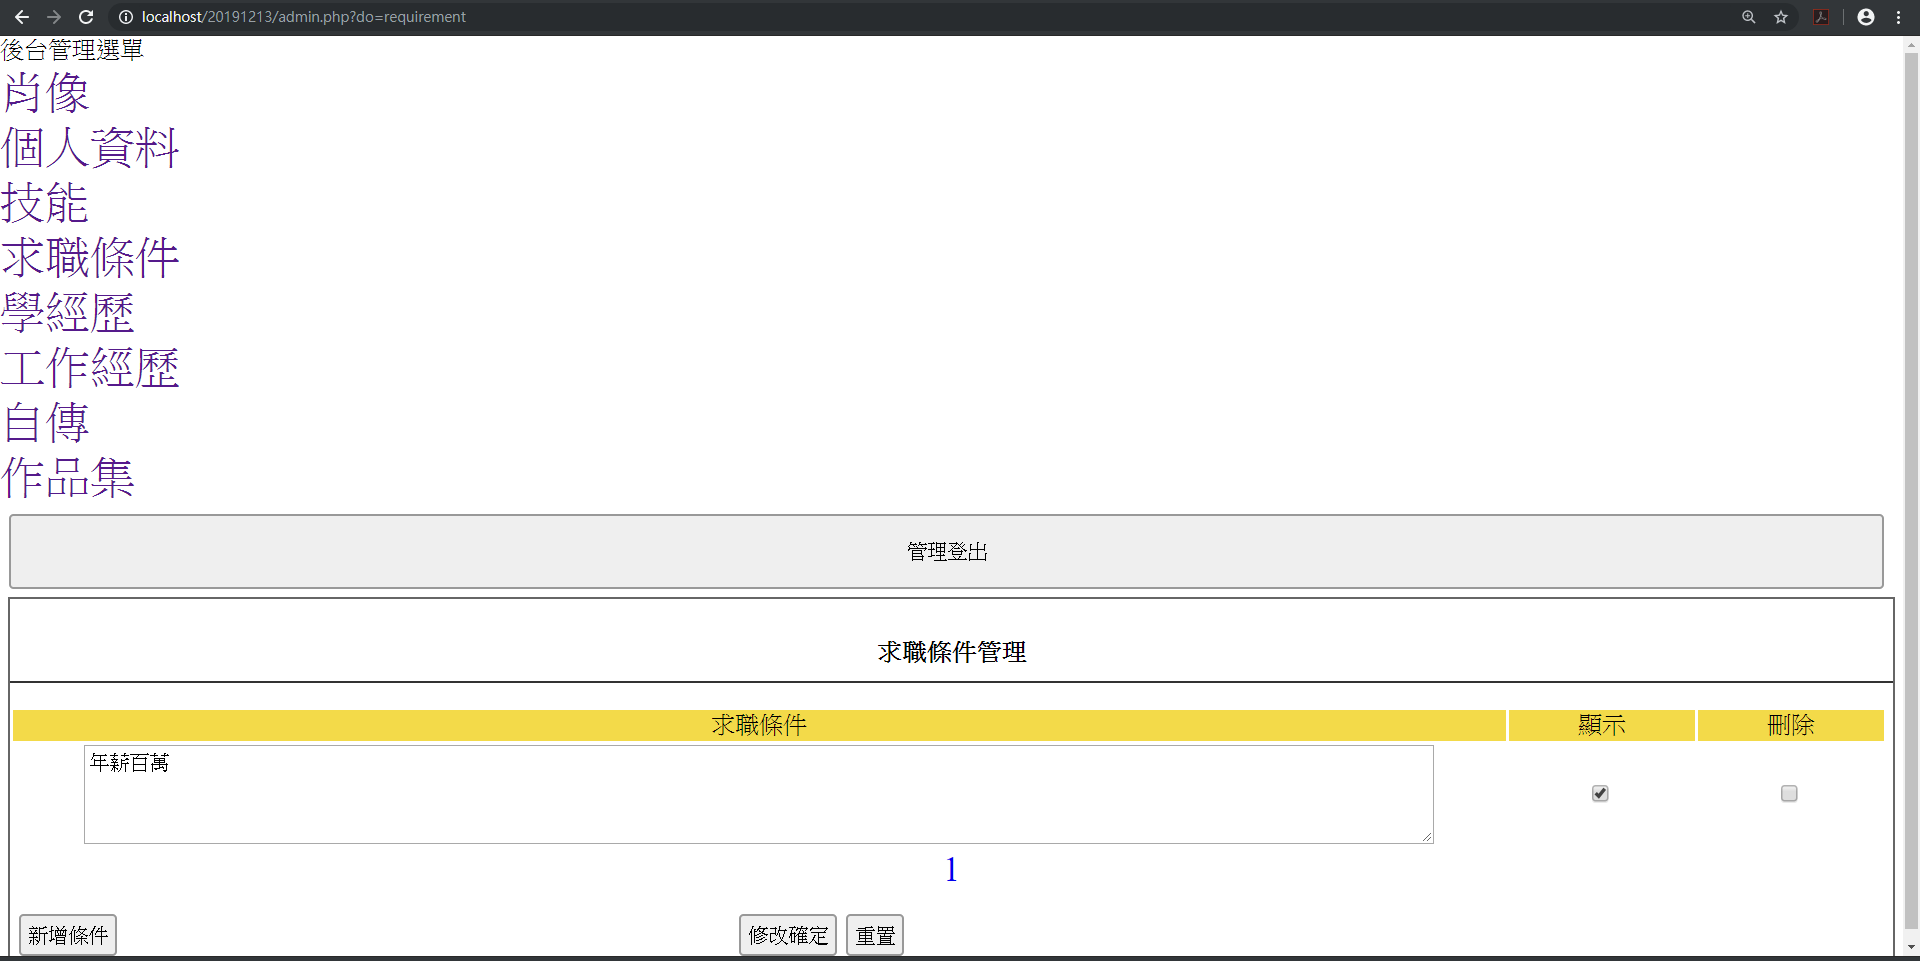 localhost/20191213/admin.php?do=requirement
後台管理選單
肖像
個人資料
技能
求職條件
學經歷
工作經歷
自傳
作品集
管理登出
求職條件管理
求職條件 顯示 刪除
年薪百萬
1
新增條件 修改確定 重置